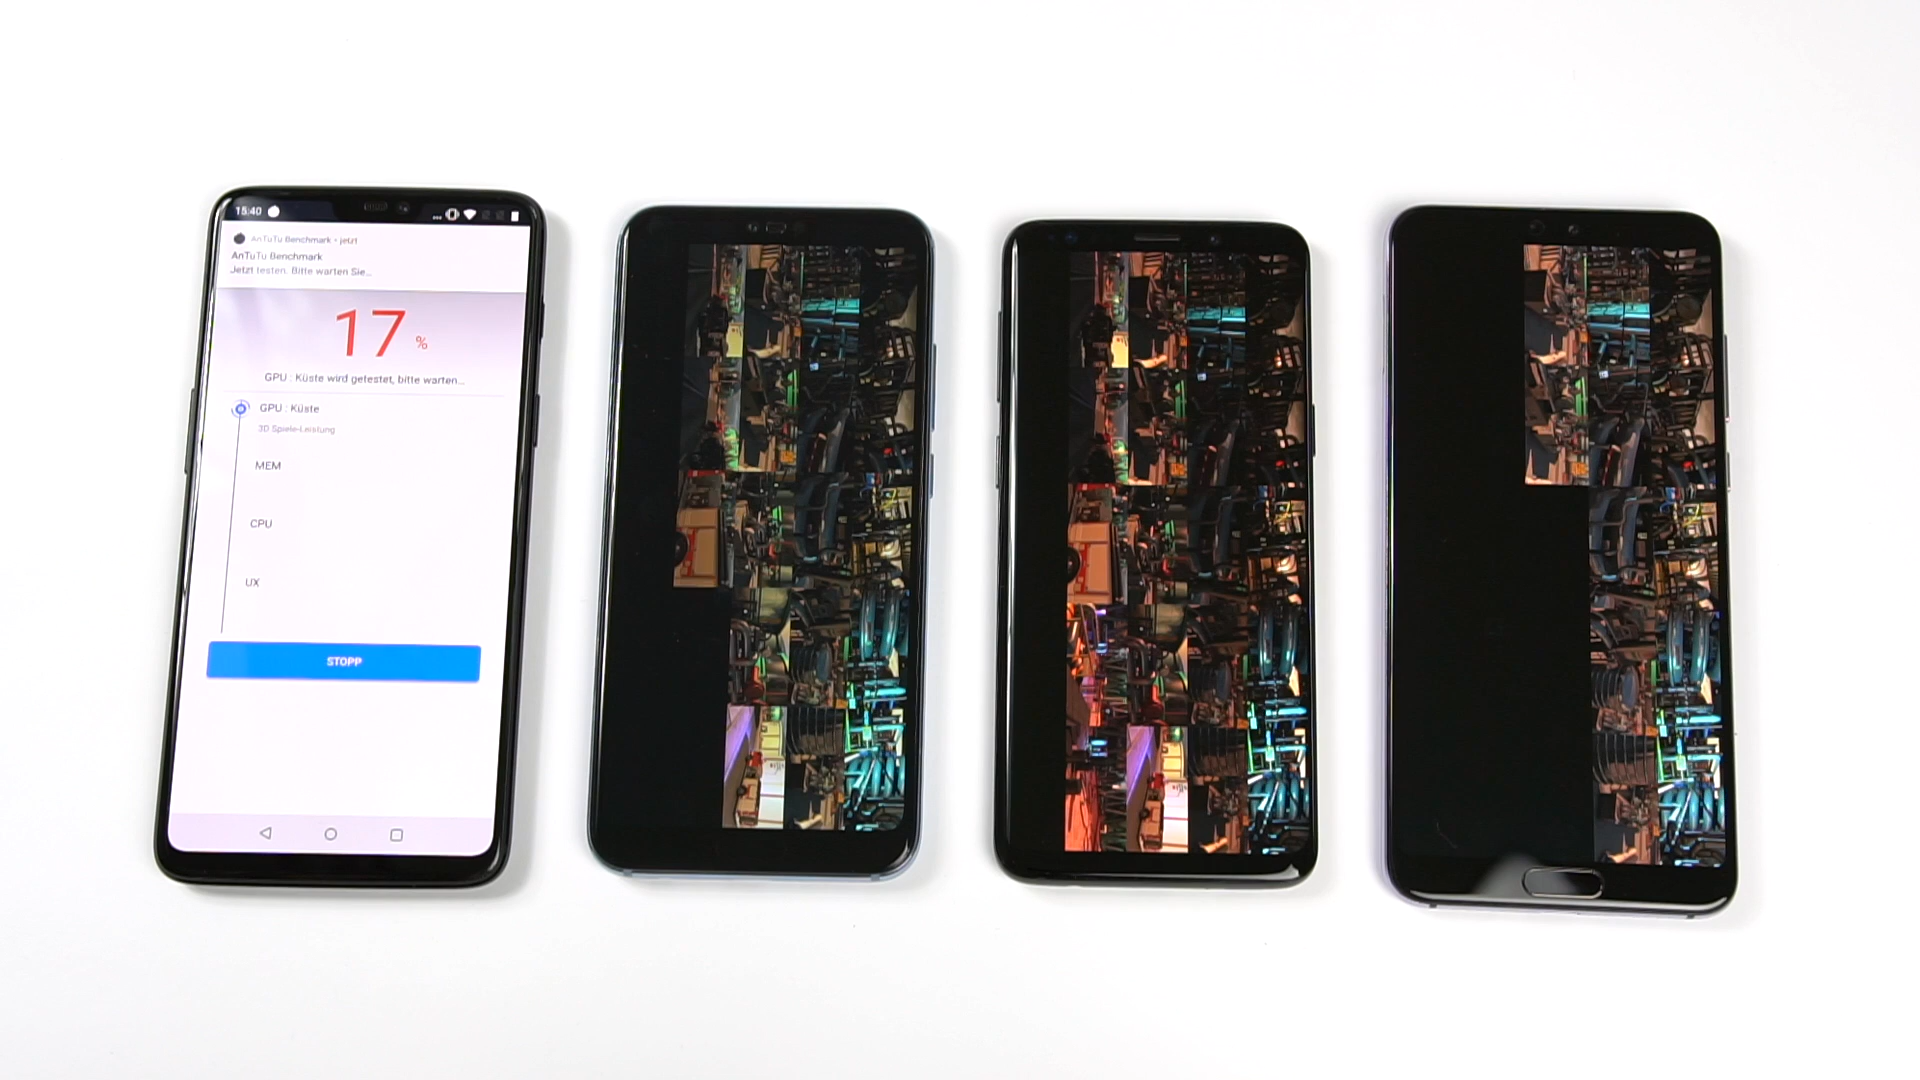 15:40
AnTuTu Benchmark • jetzt
AnTuTu Benchmark
Jetzt testen. Bitte warten Sie...
17 %
GPU : Küste wird getestet, bitte warten...
GPU : Küste
3D Spiele-Leistung
MEM
CPU
UX
STOPP